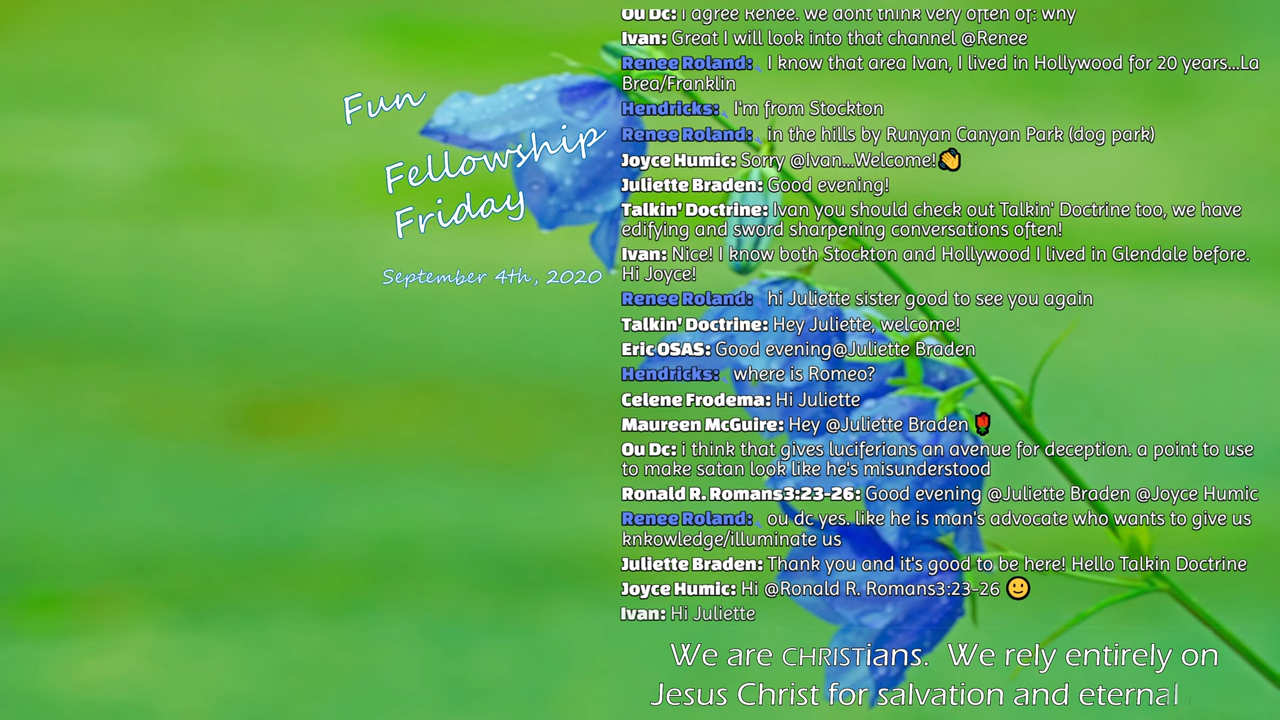 Fun
Fellowship
Friday
September 4th, 2020
Ou Dc: i agree Renee. we dont think very often of: why
Ivan: Great I will look into that channel @Renee
Renee Roland: I know that area Ivan, I lived in Hollywood for 20 years...La
Brea/Franklin
Hendricks: I'm from Stockton
Renee Roland: in the hills by Runyan Canyan Park (dog park)
Joyce Humic: Sorry @Ivan...Welcome!👋
Juliette Braden: Good evening!
Talkin' Doctrine: Ivan you should check out Talkin' Doctrine too, we have
edifying and sword sharpening conversations often!
Ivan: Nice! I know both Stockton and Hollywood I lived in Glendale before.
Hi Joyce!
Renee Roland: hi Juliette sister good to see you again
Talkin' Doctrine: Hey Juliette, welcome!
Eric OSAS: Good evening@Juliette Braden
Hendricks: where is Romeo?
Celene Frodema: Hi Juliette
Maureen McGuire: Hey @Juliette Braden 🌹
Ou Dc: i think that gives luciferians an avenue for deception. a point to use
to make satan look like he's misunderstood
Ronald R. Romans3:23-26: Good evening @Juliette Braden @Joyce Humic
Renee Roland: ou dc yes. like he is man's advocate who wants to give us
knkowledge/illuminate us
Juliette Braden: Thank you and it's good to be here! Hello Talkin Doctrine
Joyce Humic: Hi @Ronald R. Romans3:23-26 🙂
Ivan: Hi Juliette
We are CHRISTians. We rely entirely on
Jesus Christ for salvation and eternal